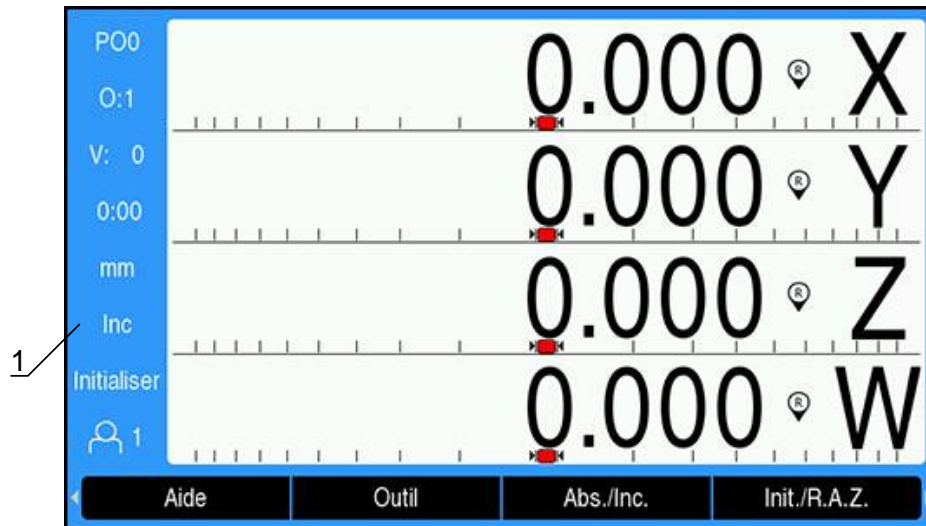 PO0
O:1
V: 0
0:00
mm
Inc
Initialiser
1
0.000 R X
0.000 R Y
0.000 R Z
0.000 R W
Aide Outil Abs./Inc. Init./R.A.Z.
1